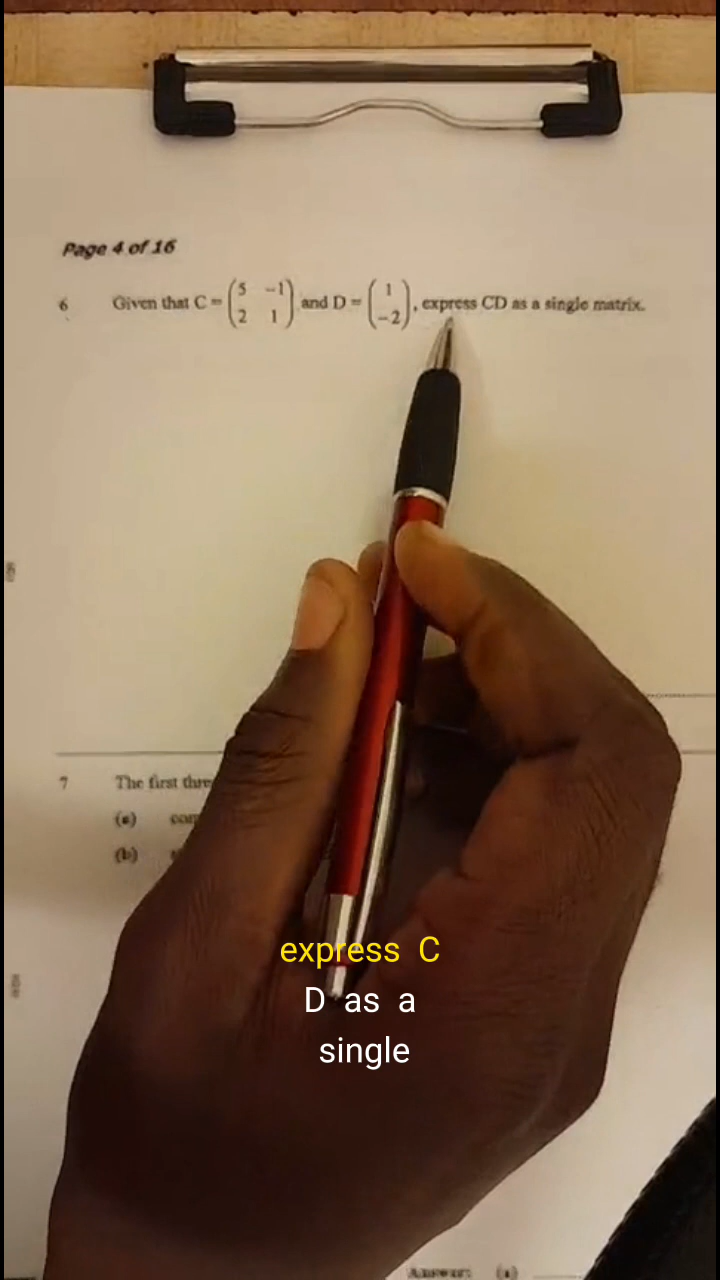 Page 4 of 16
6 Given that C = (5 -1
2 1) and D = (1
-2), express CD as a single matrix.
7 The first
(a)
(b)
express C
D as a
single
Answer: (a)